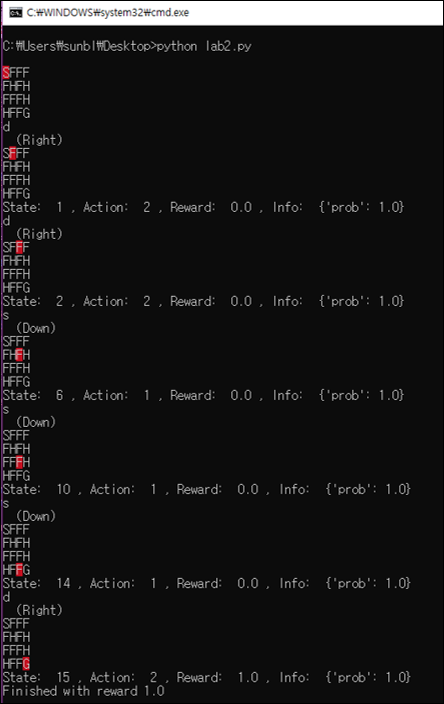 C:\WINDOWS\system32\cmd.exe
C:₩Users₩sunbl₩Desktop>python lab2.py
SFFF
FHFH
FFFH
HFFG
d
(Right)
SFFF
FHFH
FFFH
HFFG
State:  1 , Action:  2 , Reward:  0.0 , Info:  {'prob': 1.0}
d
(Right)
SFFF
FHFH
FFFH
HFFG
State:  2 , Action:  2 , Reward:  0.0 , Info:  {'prob': 1.0}
s
(Down)
SFFF
FHFH
FFFH
HFFG
State:  6 , Action:  1 , Reward:  0.0 , Info:  {'prob': 1.0}
s
(Down)
SFFF
FHFH
FFFH
HFFG
State:  10 , Action:  1 , Reward:  0.0 , Info:  {'prob': 1.0}
s
(Down)
SFFF
FHFH
FFFH
HFFG
State:  14 , Action:  1 , Reward:  0.0 , Info:  {'prob': 1.0}
d
(Right)
SFFF
FHFH
FFFH
HFFG
State:  15 , Action:  2 , Reward:  1.0 , Info:  {'prob': 1.0}
Finished with reward 1.0